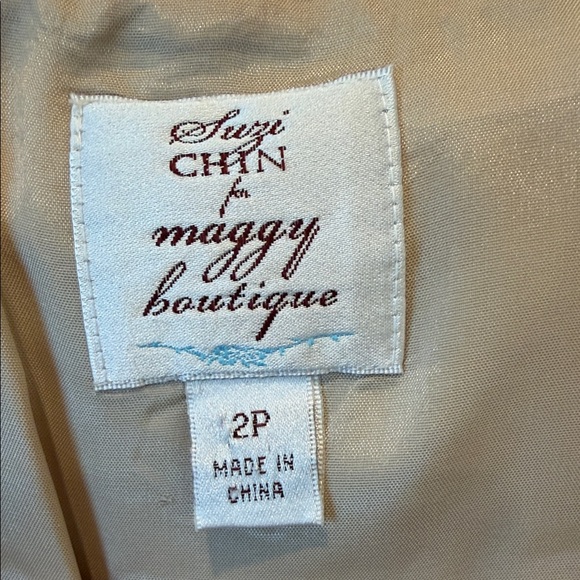 Suzi
CHIN
for
maggy
boutique
2P
MADE IN
CHINA